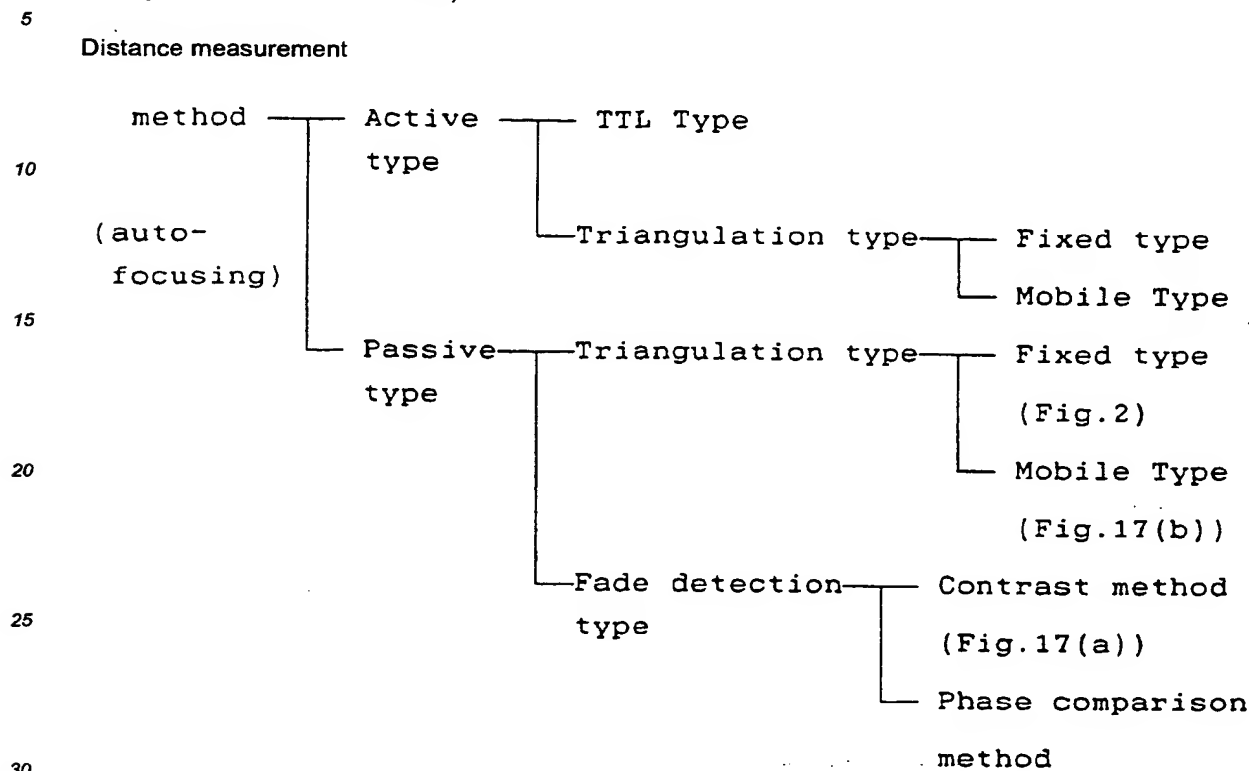 5
Distance measurement
method Active TTL Type
type
10
(auto- Triangulation type Fixed type
focusing)
Mobile Type
15
Passive Triangulation type Fixed type
type
(Fig.2)
20
Mobile Type
(Fig.17(b))
Fade detection Contrast method
25
type
(Fig.17(a))
Phase comparison
method
30